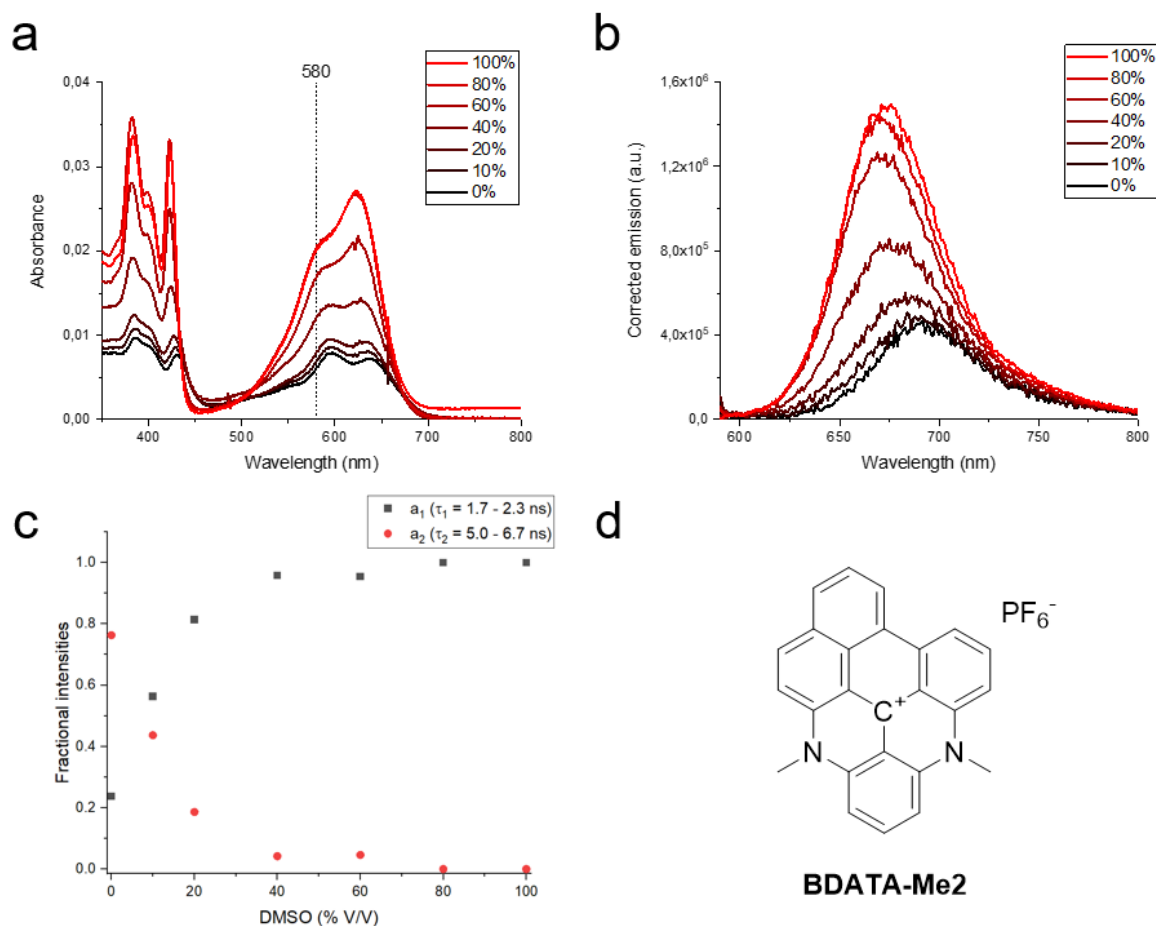 a
580
100%
80%
60%
40%
20%
10%
0%
0,04
0,03
0,02
0,01
0,00
Absorbance
400
500
600
700
800
Wavelength (nm)
b
100%
80%
60%
40%
20%
10%
0%
1,6x10⁶
1,2x10⁶
8,0x10⁵
4,0x10⁵
0,0
Corrected emission (a.u.)
600
650
700
750
800
Wavelength (nm)
c
a₁ (τ₁ = 1.7 - 2.3 ns)
a₂ (τ₂ = 5.0 - 6.7 ns)
1.0
0.8
0.6
0.4
0.2
0.0
Fractional intensities
0
20
40
60
80
100
DMSO (% V/V)
d
PF₆⁻
C⁺
N
N
BDATA-Me2